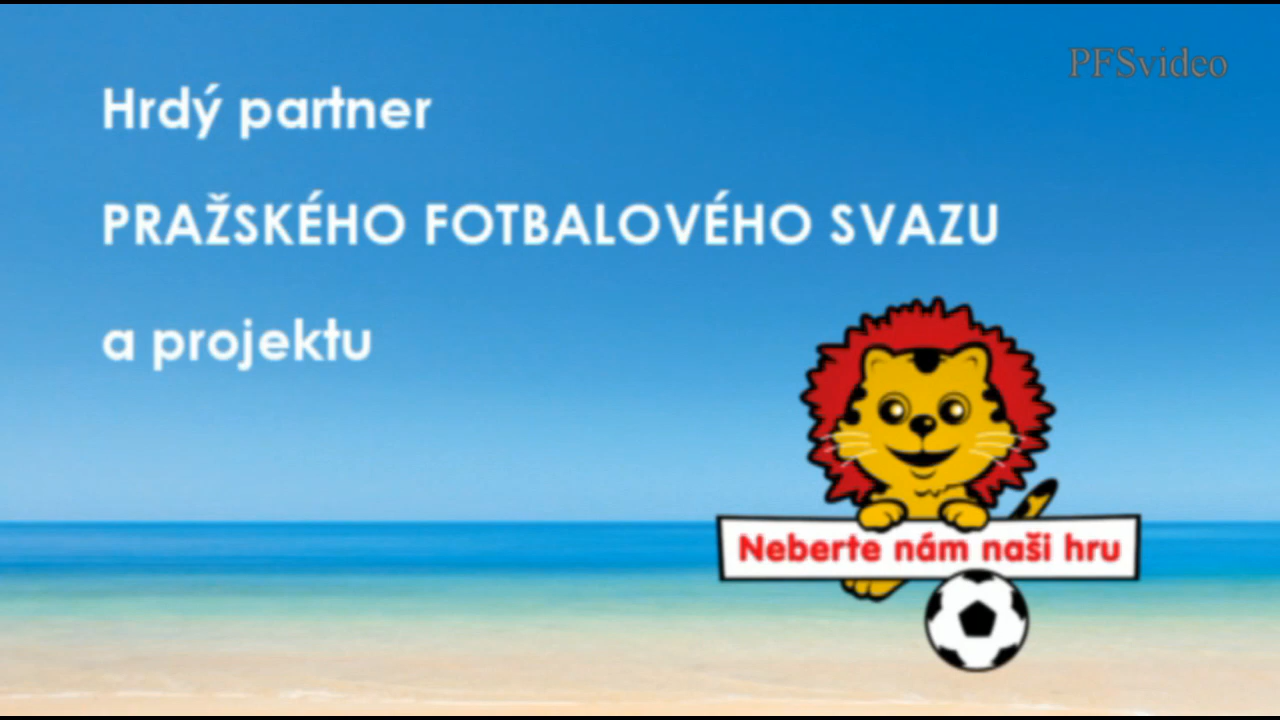 PFSvideo
Hrdý partner
PRAŽSKÉHO FOTBALOVÉHO SVAZU
a projektu
Neberte nám naši hru